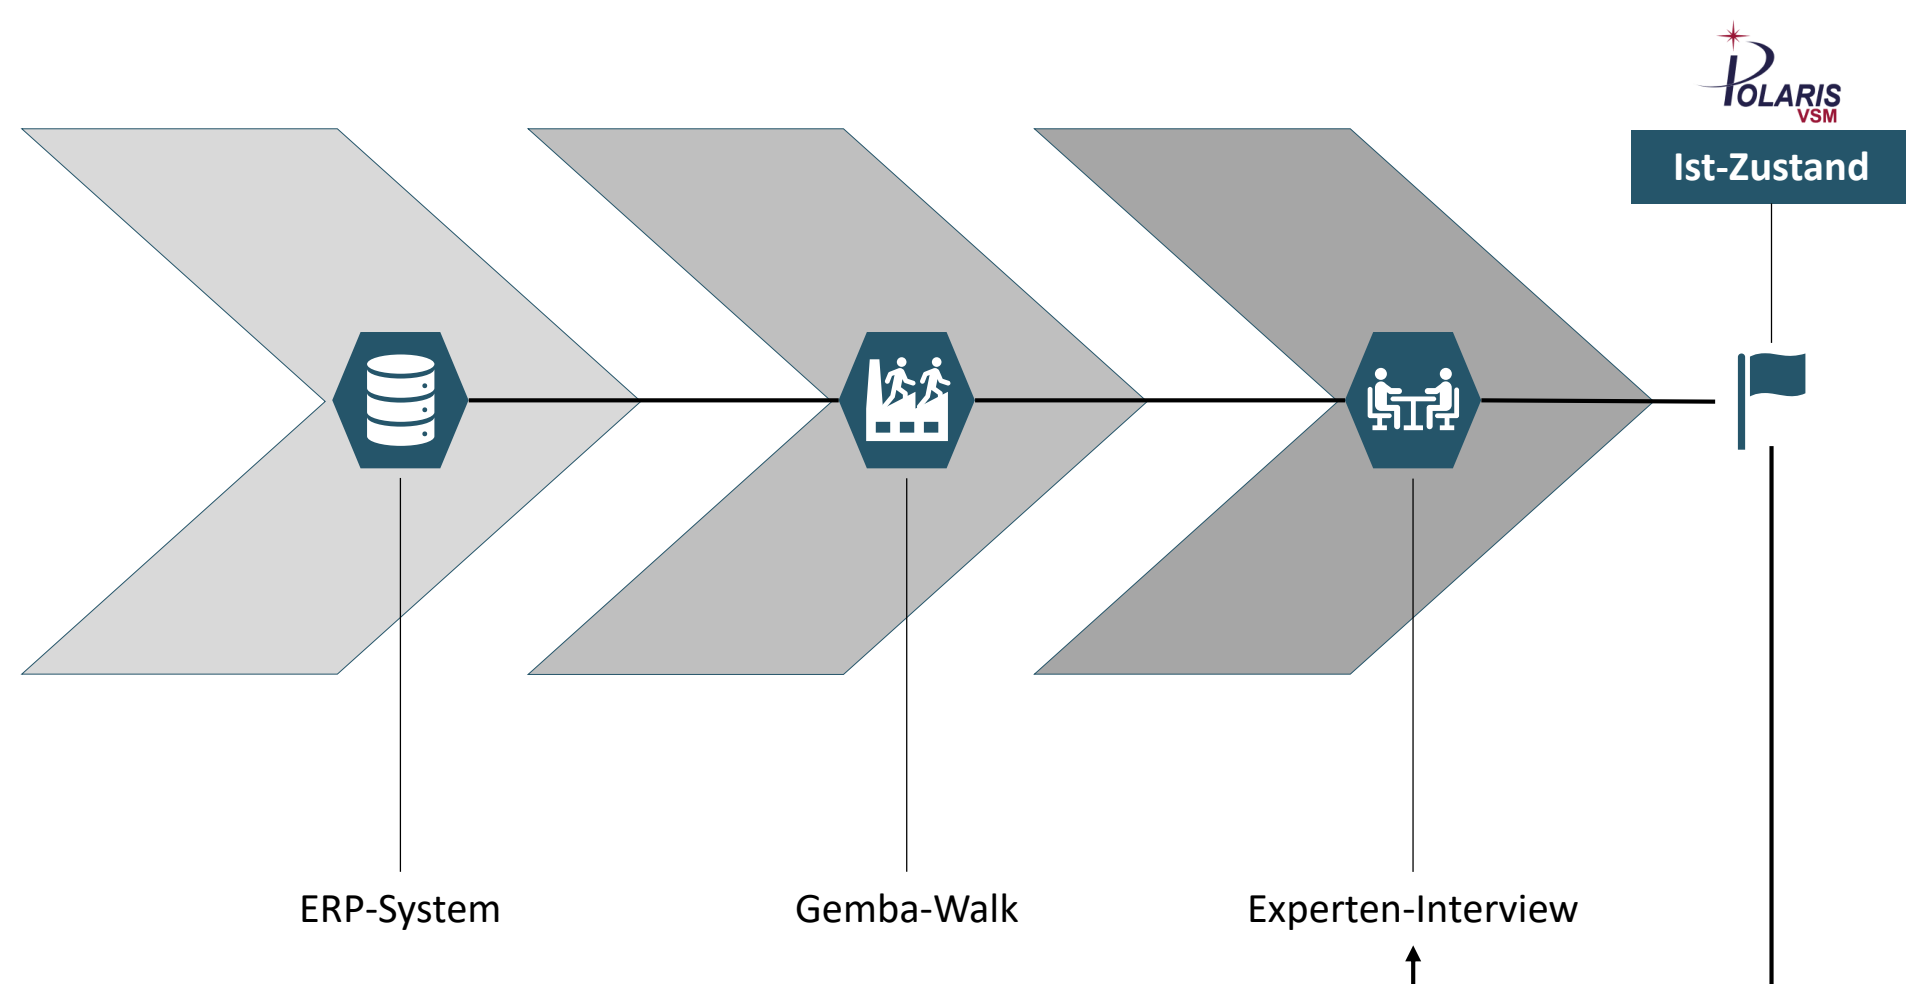 POLARIS
VSM
Ist-Zustand
ERP-System
Gemba-Walk
Experten-Interview